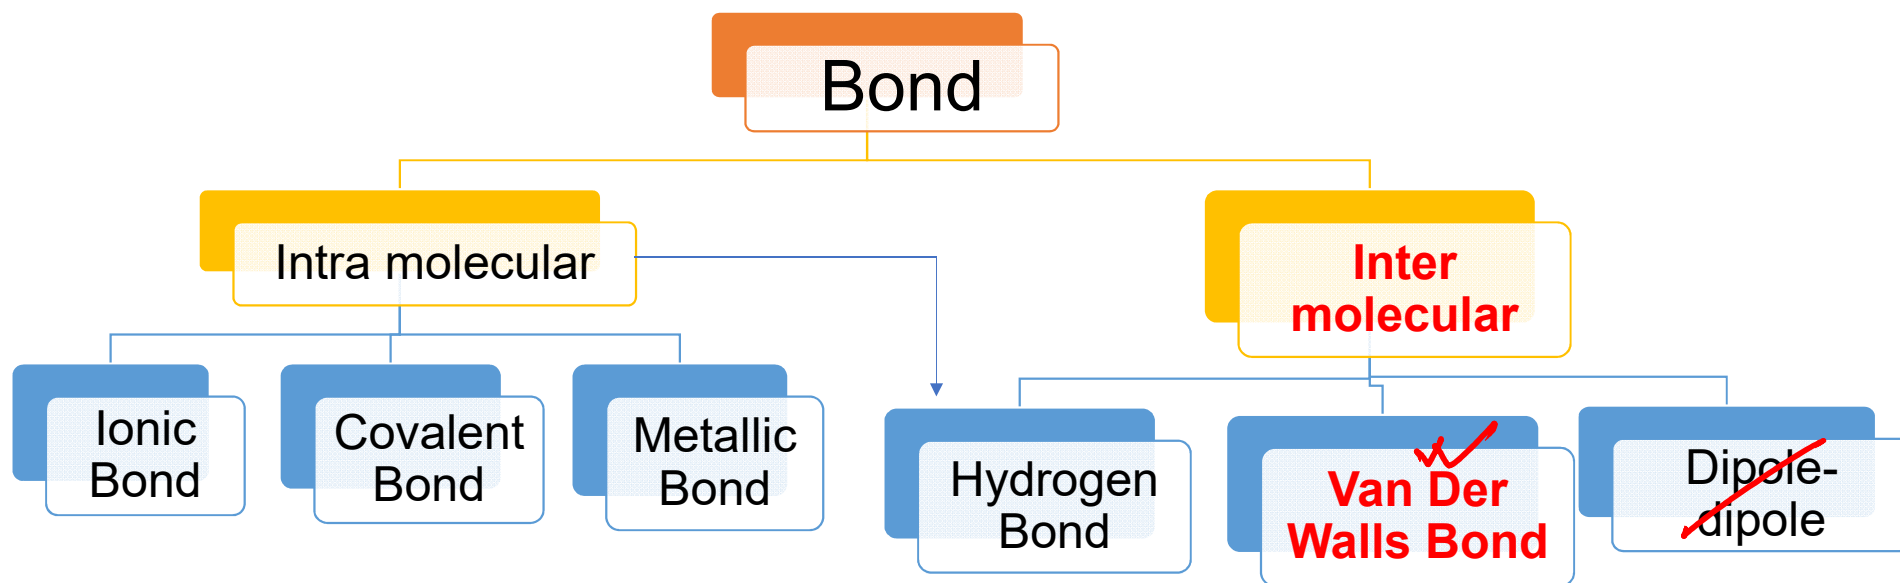 Bond
Intra molecular
Inter
molecular
Ionic
Bond
Covalent
Bond
Metallic
Bond
Hydrogen
Bond
Van Der
Walls Bond
Dipole-
dipole